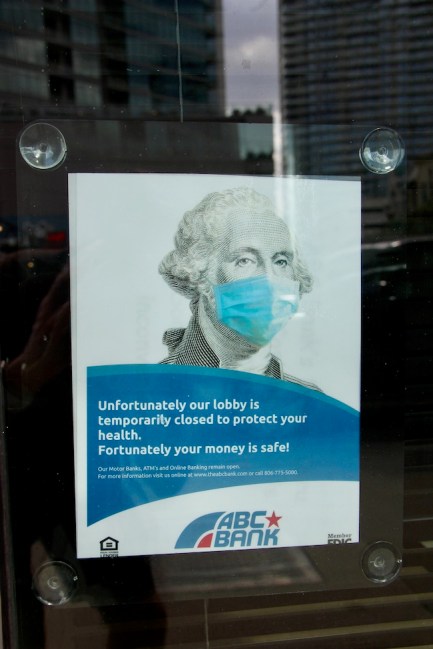 Unfortunately our lobby is
temporarily closed to protect your
health.
Fortunately your money is safe!
Our Motor Banks, ATM's and Online Banking remain open.
For more information visit us online at www.theabcbank.com or call 806-775-5000.
ABC
BANK
Member
FDIC